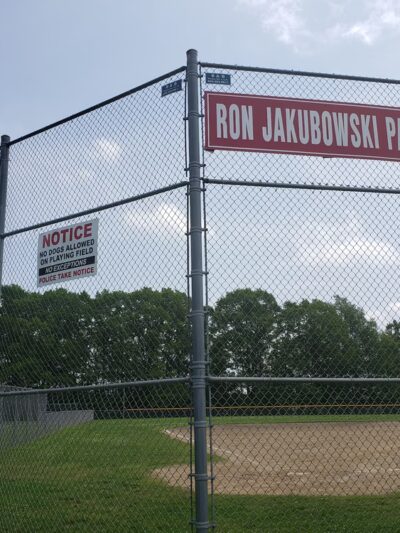 RON JAKUBOWSKI P
NOTICE
NO DOGS ALLOWED
ON PLAYING FIELD
NO EXCEPTIONS
POLICE TAKE NOTICE